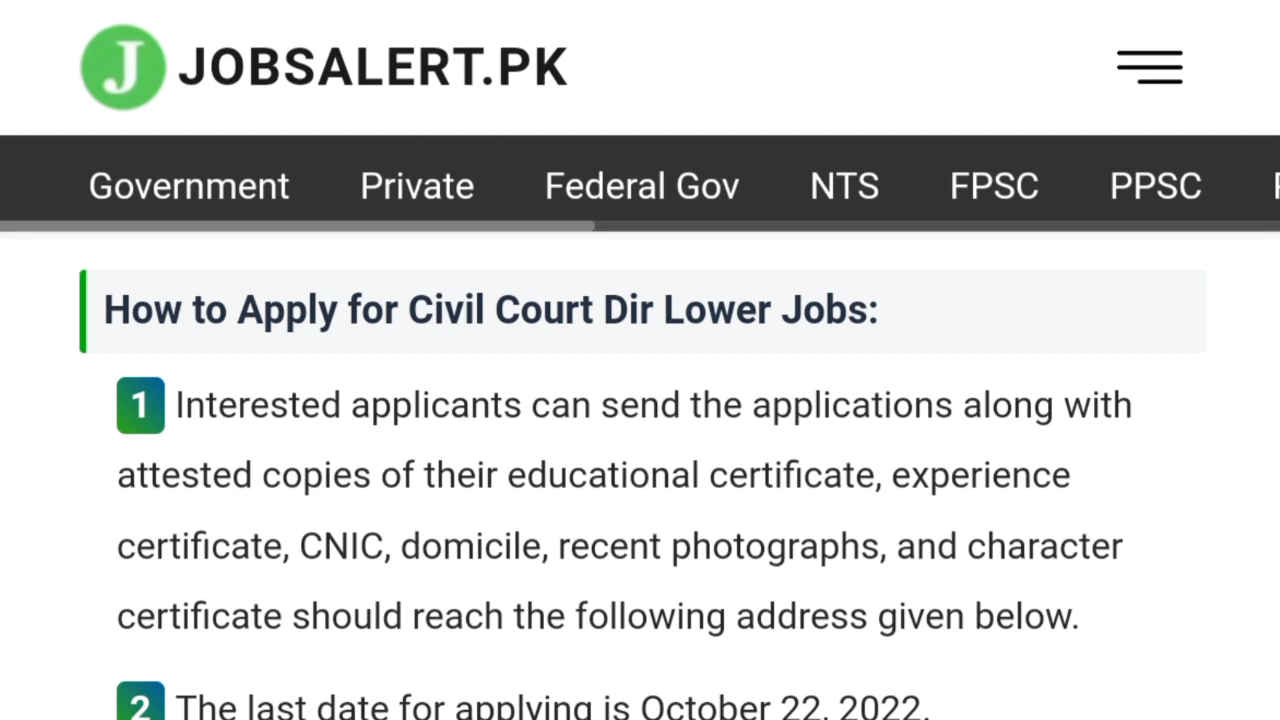 J JOBSALERT.PK
Government Private Federal Gov NTS FPSC PPSC
How to Apply for Civil Court Dir Lower Jobs:
1 Interested applicants can send the applications along with
attested copies of their educational certificate, experience
certificate, CNIC, domicile, recent photographs, and character
certificate should reach the following address given below.
2 The last date for applying is October 22, 2022.